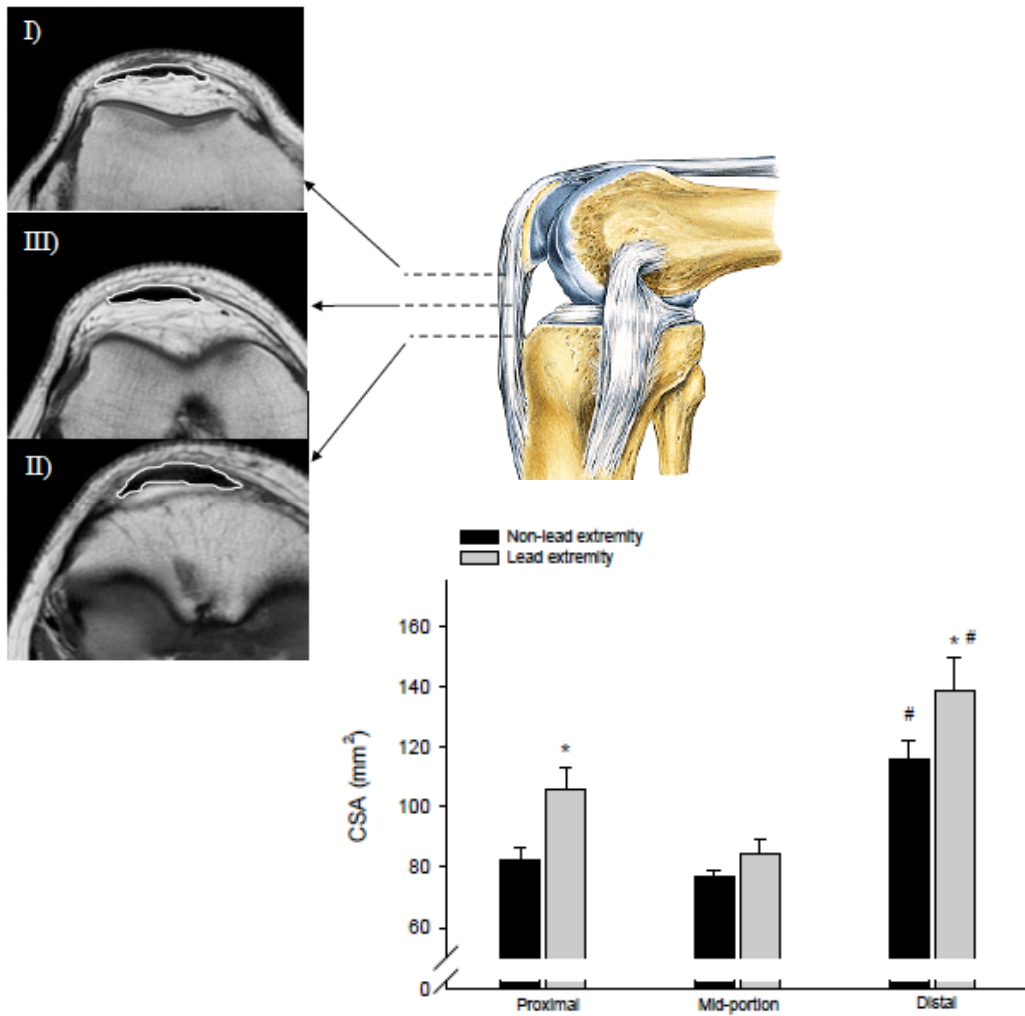 I)
III)
II)
Non-lead extremity
Lead extremity
CSA (mm²)
160
140
120
100
80
60
0
*
* #
#
Proximal
Mid-portion
Distal